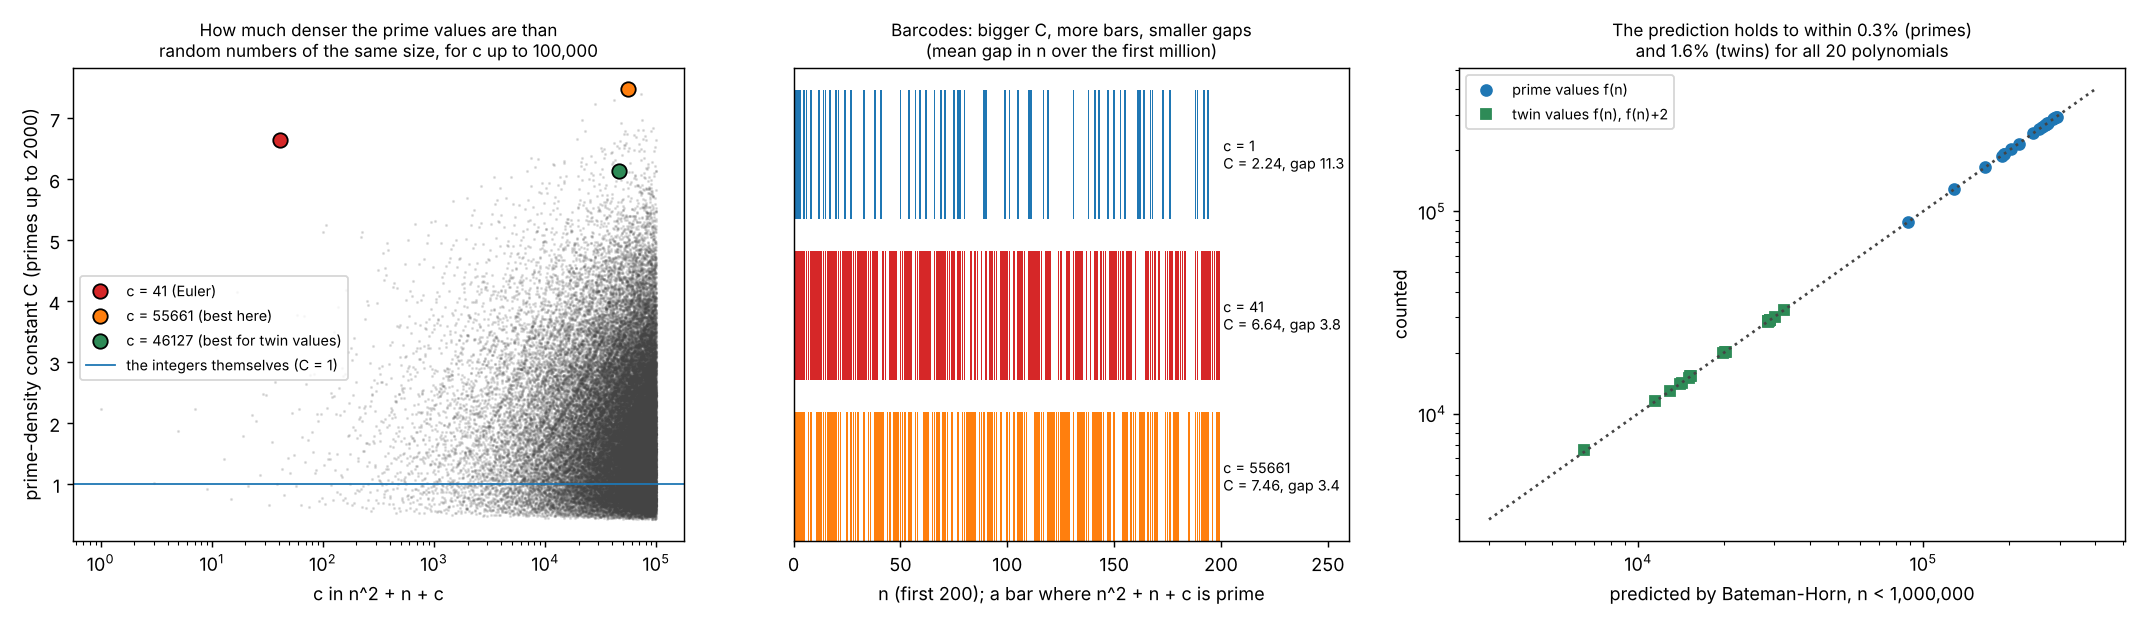 How much denser the prime values are than
random numbers of the same size, for c up to 100,000
prime-density constant C (primes up to 2000)
7
6
5
4
3
2
1
c = 41 (Euler)
c = 55661 (best here)
c = 46127 (best for twin values)
the integers themselves (C = 1)
10^0 10^1 10^2 10^3 10^4 10^5
c in n^2 + n + c
Barcodes: bigger C, more bars, smaller gaps
(mean gap in n over the first million)
c = 1
C = 2.24, gap 11.3
c = 41
C = 6.64, gap 3.8
c = 55661
C = 7.46, gap 3.4
0 50 100 150 200 250
n (first 200); a bar where n^2 + n + c is prime
The prediction holds to within 0.3% (primes)
and 1.6% (twins) for all 20 polynomials
prime values f(n)
twin values f(n), f(n)+2
counted
10^5
10^4
10^4 10^5
predicted by Bateman-Horn, n < 1,000,000